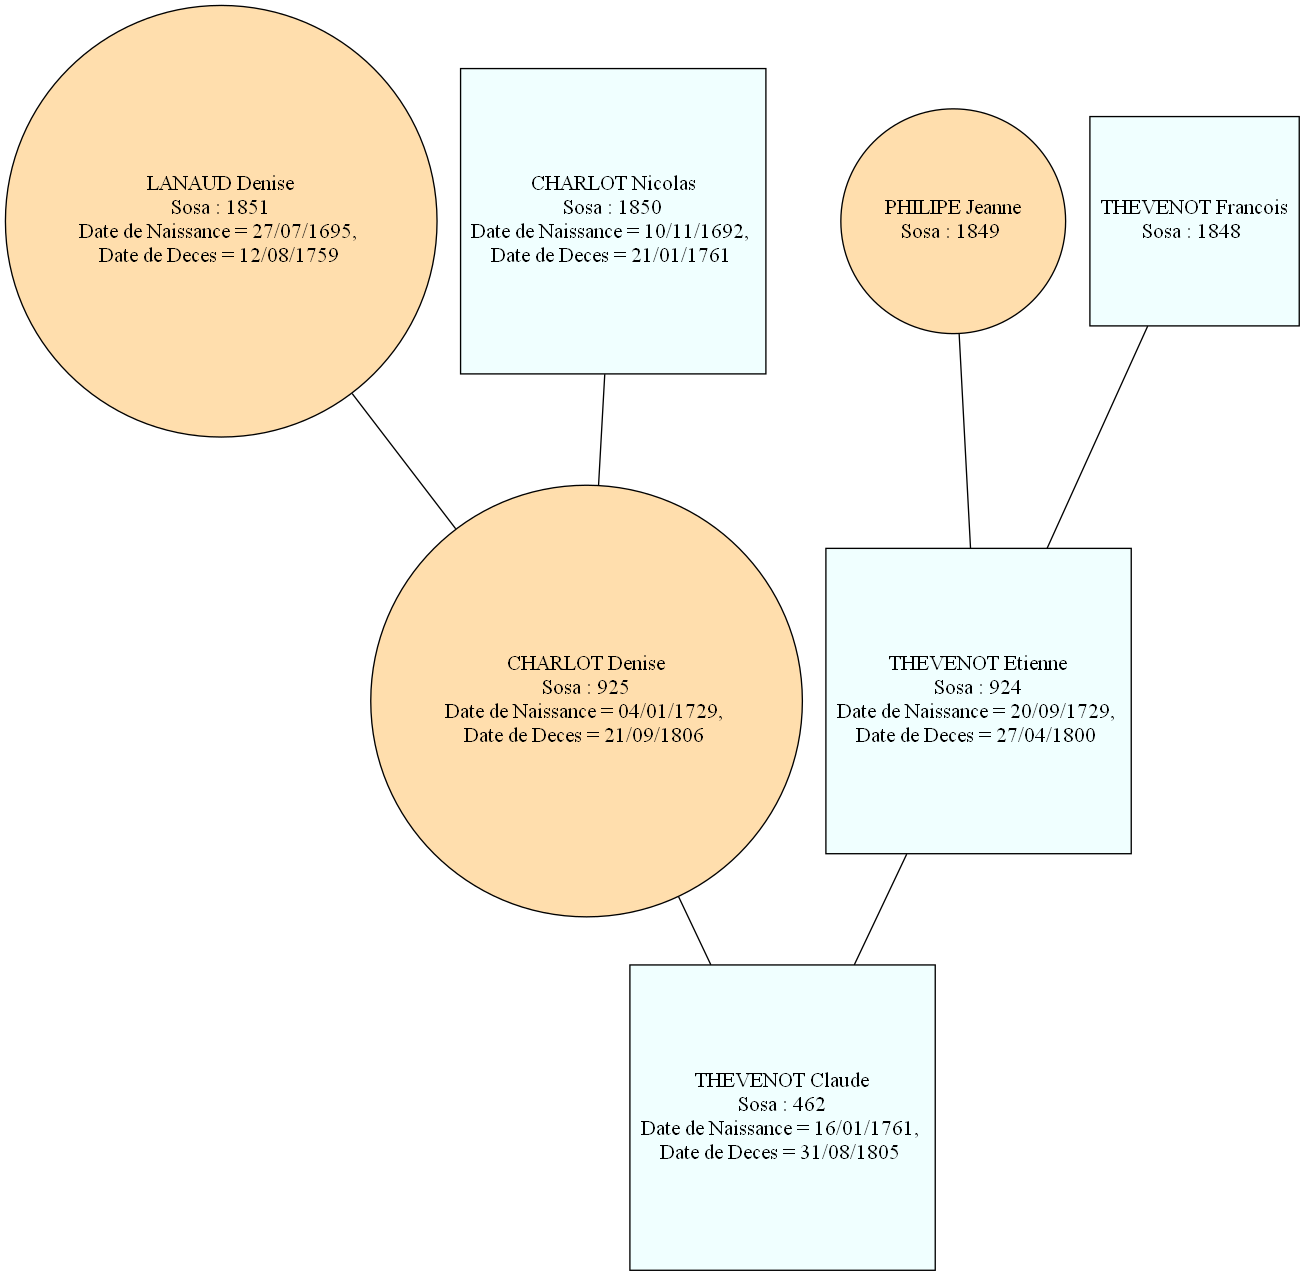 LANAUD Denise
Sosa : 1851
Date de Naissance = 27/07/1695,
Date de Deces = 12/08/1759
CHARLOT Nicolas
Sosa : 1850
Date de Naissance = 10/11/1692,
Date de Deces = 21/01/1761
PHILIPE Jeanne
Sosa : 1849
THEVENOT Francois
Sosa : 1848
CHARLOT Denise
Sosa : 925
Date de Naissance = 04/01/1729,
Date de Deces = 21/09/1806
THEVENOT Etienne
Sosa : 924
Date de Naissance = 20/09/1729,
Date de Deces = 27/04/1800
THEVENOT Claude
Sosa : 462
Date de Naissance = 16/01/1761,
Date de Deces = 31/08/1805